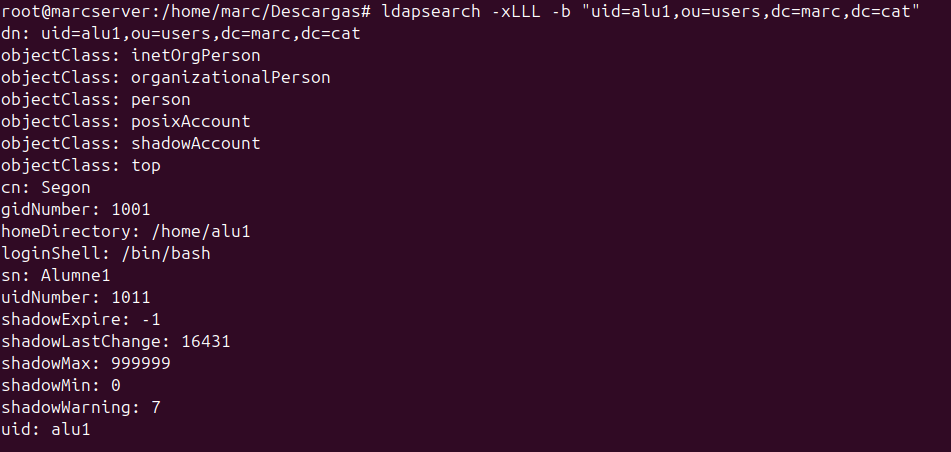 root@marcserver:/home/marc/Descargas# ldapsearch -xLLL -b "uid=alu1,ou=users,dc=marc,dc=cat"
dn: uid=alu1,ou=users,dc=marc,dc=cat
objectClass: inetOrgPerson
objectClass: organizationalPerson
objectClass: person
objectClass: posixAccount
objectClass: shadowAccount
objectClass: top
cn: Segon
gidNumber: 1001
homeDirectory: /home/alu1
loginShell: /bin/bash
sn: Alumne1
uidNumber: 1011
shadowExpire: -1
shadowLastChange: 16431
shadowMax: 999999
shadowMin: 0
shadowWarning: 7
uid: alu1